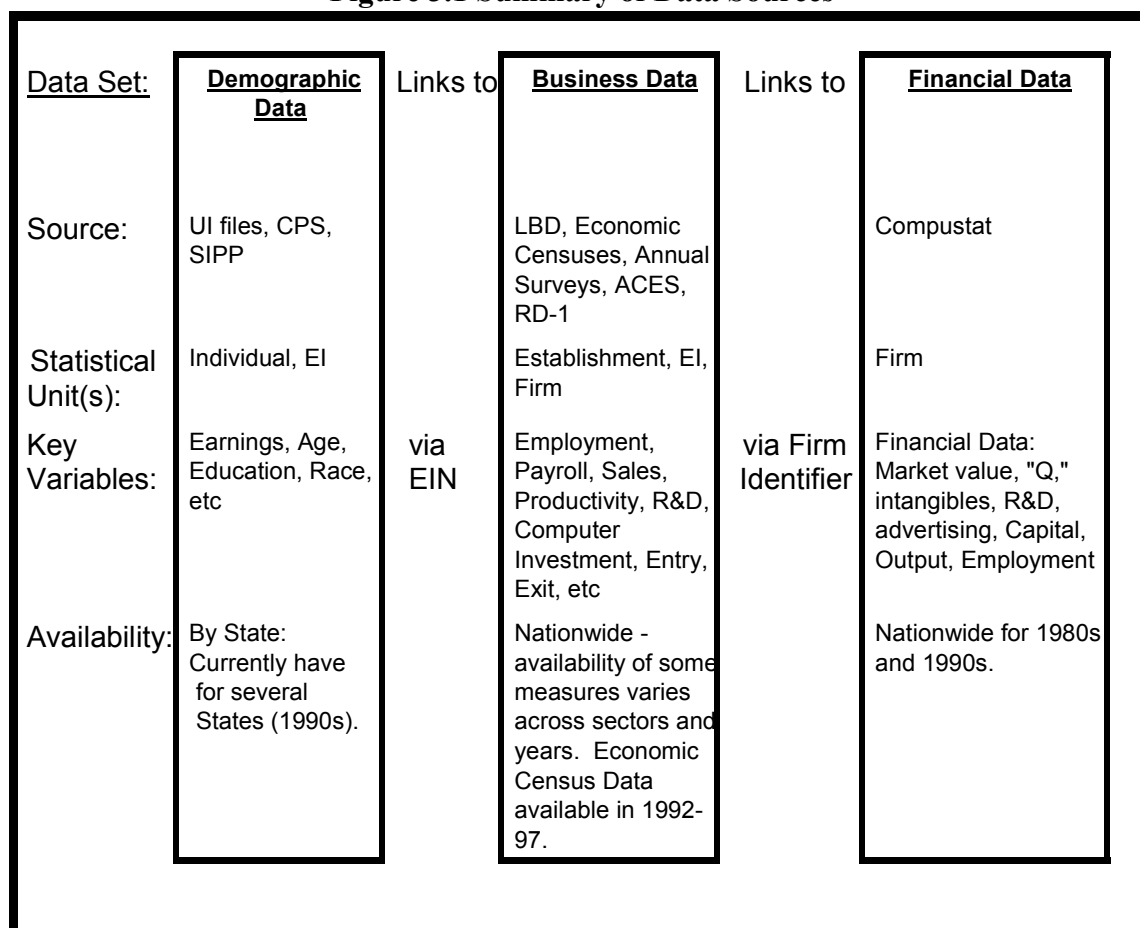 Figure Summary of Data Sources
Data Set:
Demographic
Data
Links to
Business Data
Links to
Financial Data
Source:
UI files, CPS,
SIPP
LBD, Economic
Censuses, Annual
Surveys, ACES,
RD-1
Compustat
Statistical
Unit(s):
Individual, EI
Establishment, EI,
Firm
Firm
Key
Variables:
Earnings, Age,
Education, Race,
etc
via
EIN
Employment,
Payroll, Sales,
Productivity, R&D,
Computer
Investment, Entry,
Exit, etc
via Firm
Identifier
Financial Data:
Market value, "Q,"
intangibles, R&D,
advertising, Capital,
Output, Employment
Availability:
By State:
Currently have
for several
States (1990s).
Nationwide -
availability of some
measures varies
across sectors and
years.  Economic
Census Data
available in 1992-
97.
Nationwide for 1980s
and 1990s.